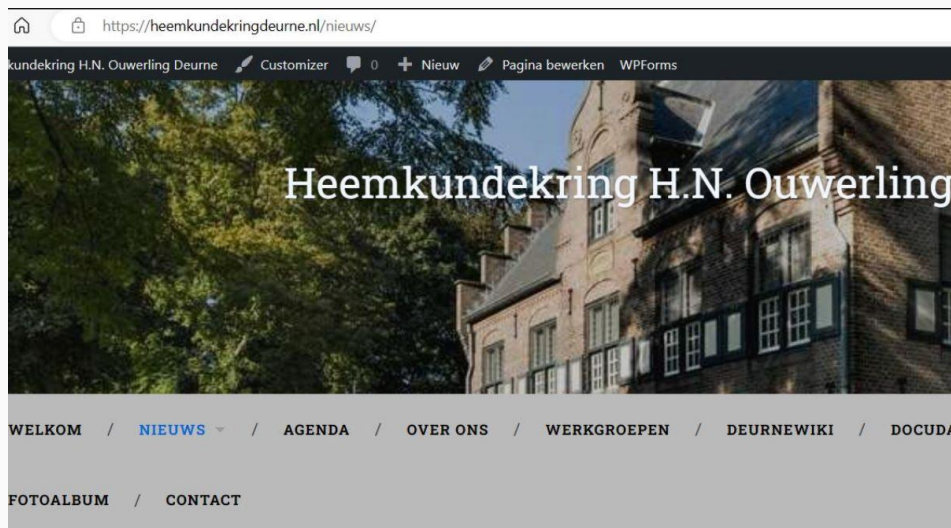 https://heemkundekringdeurne.nl/nieuws/
kundekring H.N. Ouwerling Deurne Customizer 0 Nieuw Pagina bewerken WPForms
Heemkundekring H.N. Ouwerling
WELKOM / NIEUWS / AGENDA / OVER ONS / WERKGROEPEN / DEURNEWIKI / DOCUDA
FOTOALBUM / CONTACT